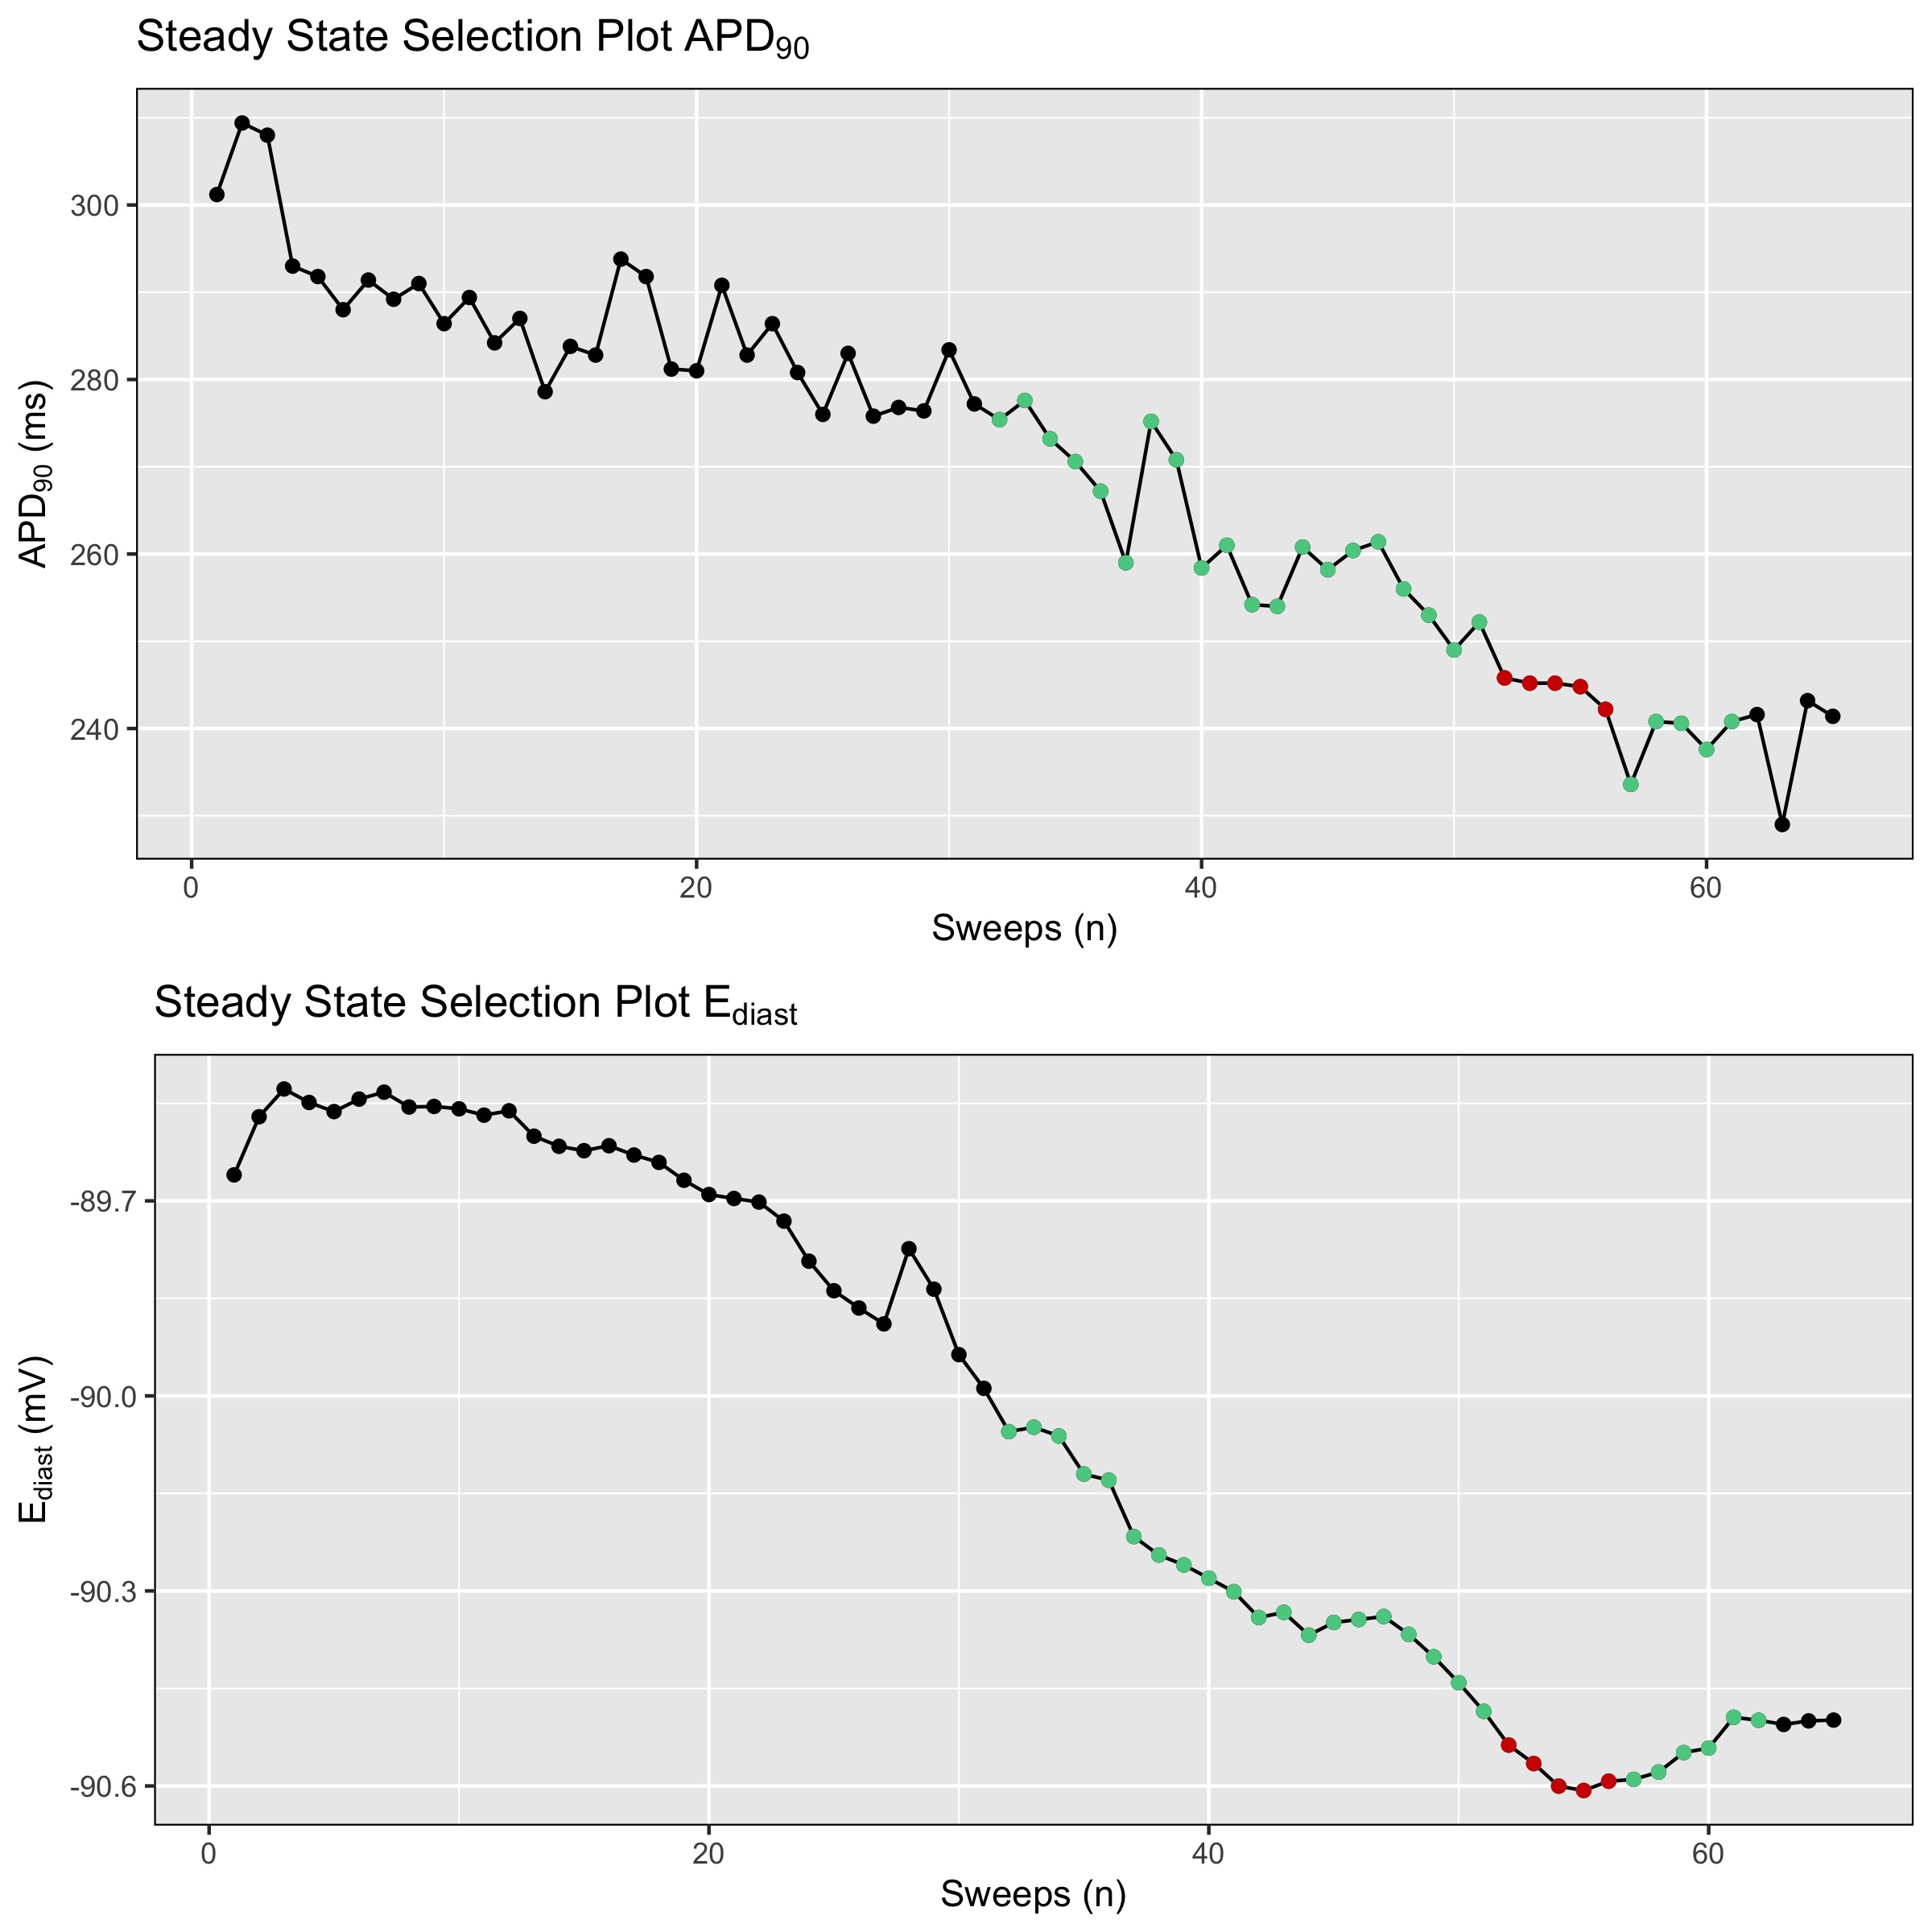 Steady State Selection Plot APD90
300
280
260
240
APD90 (ms)
0 20 40 60
Sweeps (n)
Steady State Selection Plot Ediast
-89.7
-90.0
-90.3
-90.6
Ediast (mV)
0 20 40 60
Sweeps (n)